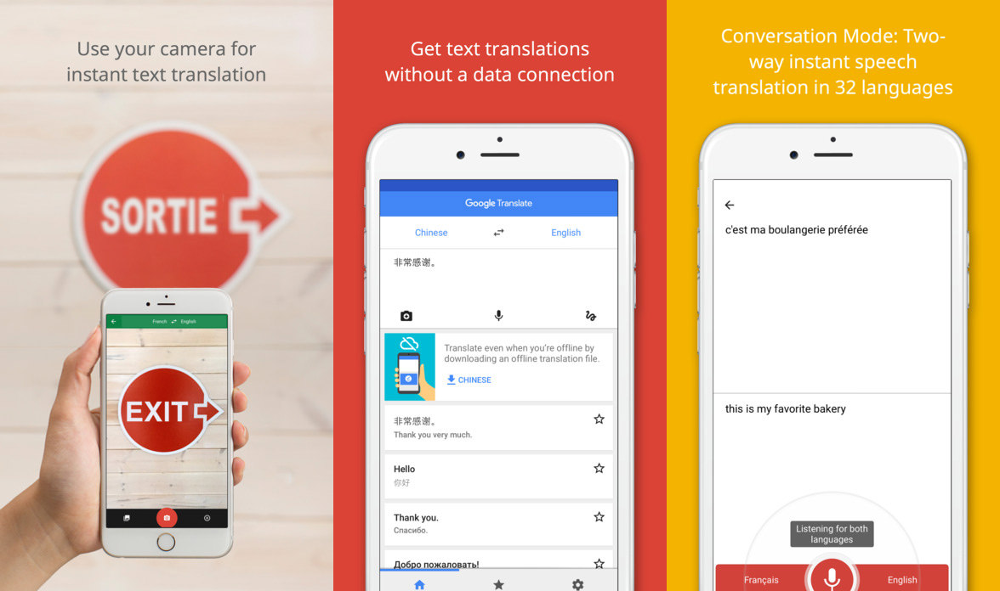 Use your camera for
instant text translation
SORTIE
French
English
EXIT
Get text translations
without a data connection
Google Translate
Chinese
English
非常感谢。
Translate even when you're offline by
downloading an offline translation file.
CHINESE
非常感谢。
Thank you very much.
Hello
你好
Thank you.
Спасибо.
Добро пожаловать!
Conversation Mode: Two-
way instant speech
translation in 32 languages
c'est ma boulangerie préférée
this is my favorite bakery
Listening for both
languages
Français
English